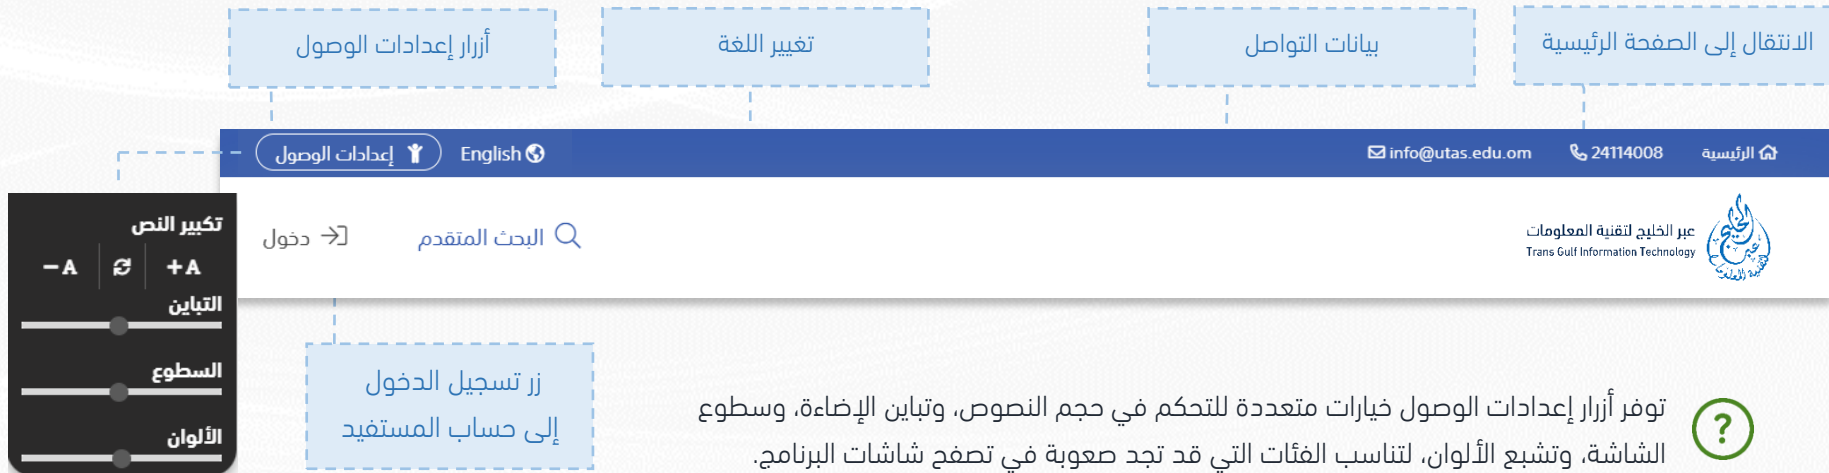 الانتقال إلى الصفحة الرئيسية
بيانات التواصل
تغيير اللغة
أزرار إعدادات الوصول
الرئيسية
24114008
info@utas.edu.om
English
إعدادات الوصول
عبر الخليج لتقنية المعلومات
Trans Gulf Information Technology
البحث المتقدم
دخول
تكبير النص
+A
–A
التباين
السطوع
الألوان
زر تسجيل الدخول
إلى حساب المستفيد
توفر أزرار إعدادات الوصول خيارات متعددة للتحكم في حجم النصوص، وتباين الإضاءة، وسطوع
الشاشة، وتشبع الألوان، لتناسب الفئات التي قد تجد صعوبة في تصفح شاشات البرنامج.